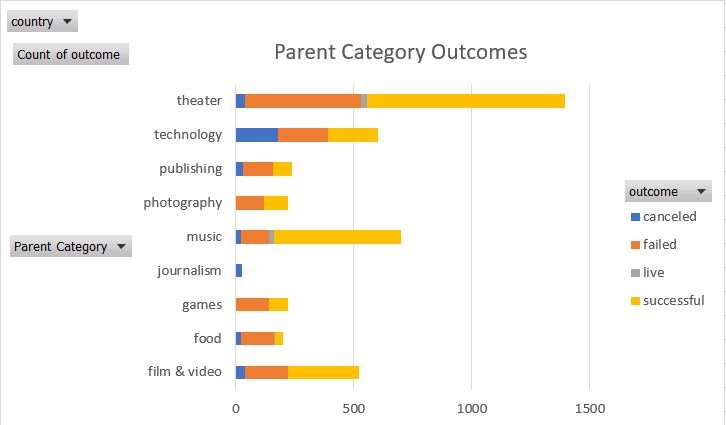 country
Count of outcome
Parent Category Outcomes
theater
technology
publishing
photography
music
journalism
games
food
film & video
Parent Category
0
500
1000
1500
outcome
canceled
failed
live
successful